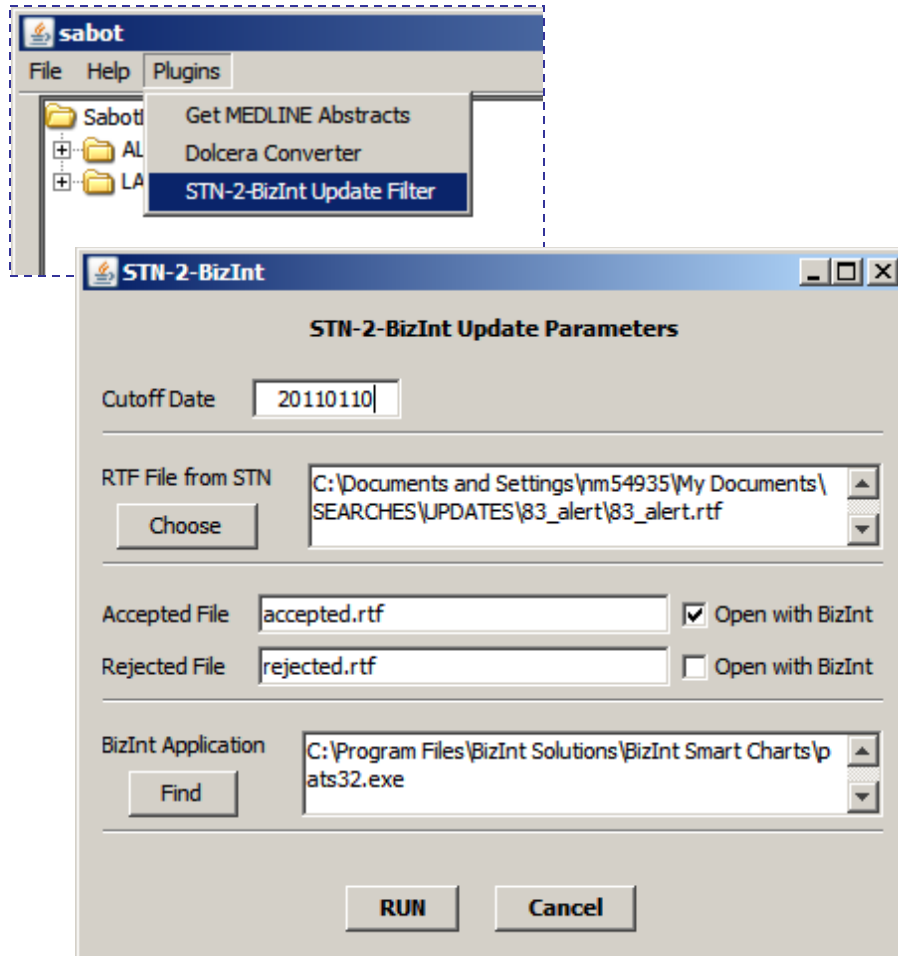 sabot
File Help Plugins
Get MEDLINE Abstracts
Dolcera Converter
STN-2-BizInt Update Filter
STN-2-BizInt
STN-2-BizInt Update Parameters
Cutoff Date 20110110
RTF File from STN
Choose
C:\Documents and Settings\nm54935\My Documents\
SEARCHES\UPDATES\83_alert\83_alert.rtf
Accepted File accepted.rtf Open with BizInt
Rejected File rejected.rtf Open with BizInt
BizInt Application
Find
C:\Program Files\BizInt Solutions\BizInt Smart Charts\p
ats32.exe
RUN Cancel